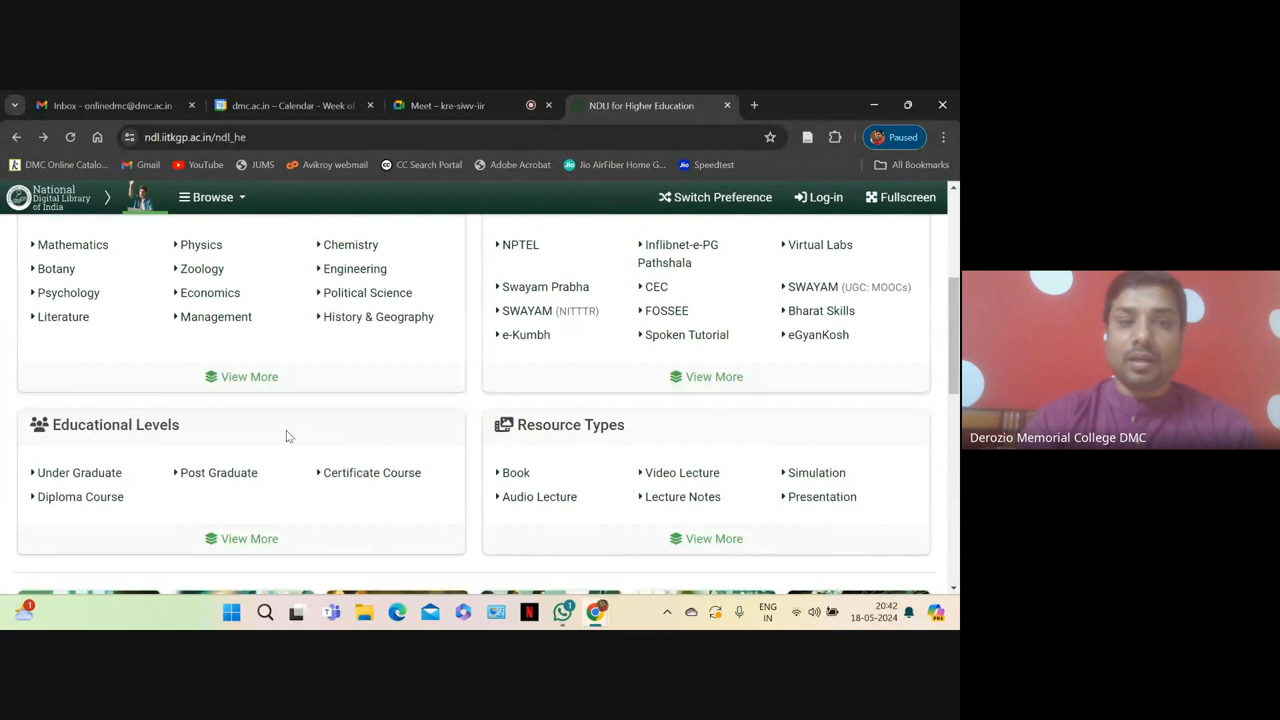 Inbox - onlinedmc@dmc.ac.in
dmc.ac.in – Calendar - Week of
Meet – kre-siwv-iir
NDLI for Higher Education
ndl.iitkgp.ac.in/ndl_he
Paused
DMC Online Catalo...
Gmail
YouTube
JUMS
Avikroy webmail
CC Search Portal
Adobe Acrobat
Jio AirFiber Home G...
Speedtest
All Bookmarks
National
Digital Library
of India
Browse
Switch Preference
Log-in
Fullscreen
Mathematics
Physics
Chemistry
Botany
Zoology
Engineering
Psychology
Economics
Political Science
Literature
Management
History & Geography
View More
NPTEL
Inflibnet-e-PG
Pathshala
Virtual Labs
Swayam Prabha
CEC
SWAYAM (UGC: MOOCs)
SWAYAM (NITTTR)
FOSSEE
Bharat Skills
e-Kumbh
Spoken Tutorial
eGyanKosh
View More
Educational Levels
Under Graduate
Post Graduate
Certificate Course
Diploma Course
View More
Resource Types
Book
Video Lecture
Simulation
Audio Lecture
Lecture Notes
Presentation
View More
Derozio Memorial College DMC
1
1
ENG
IN
20:42
18-05-2024